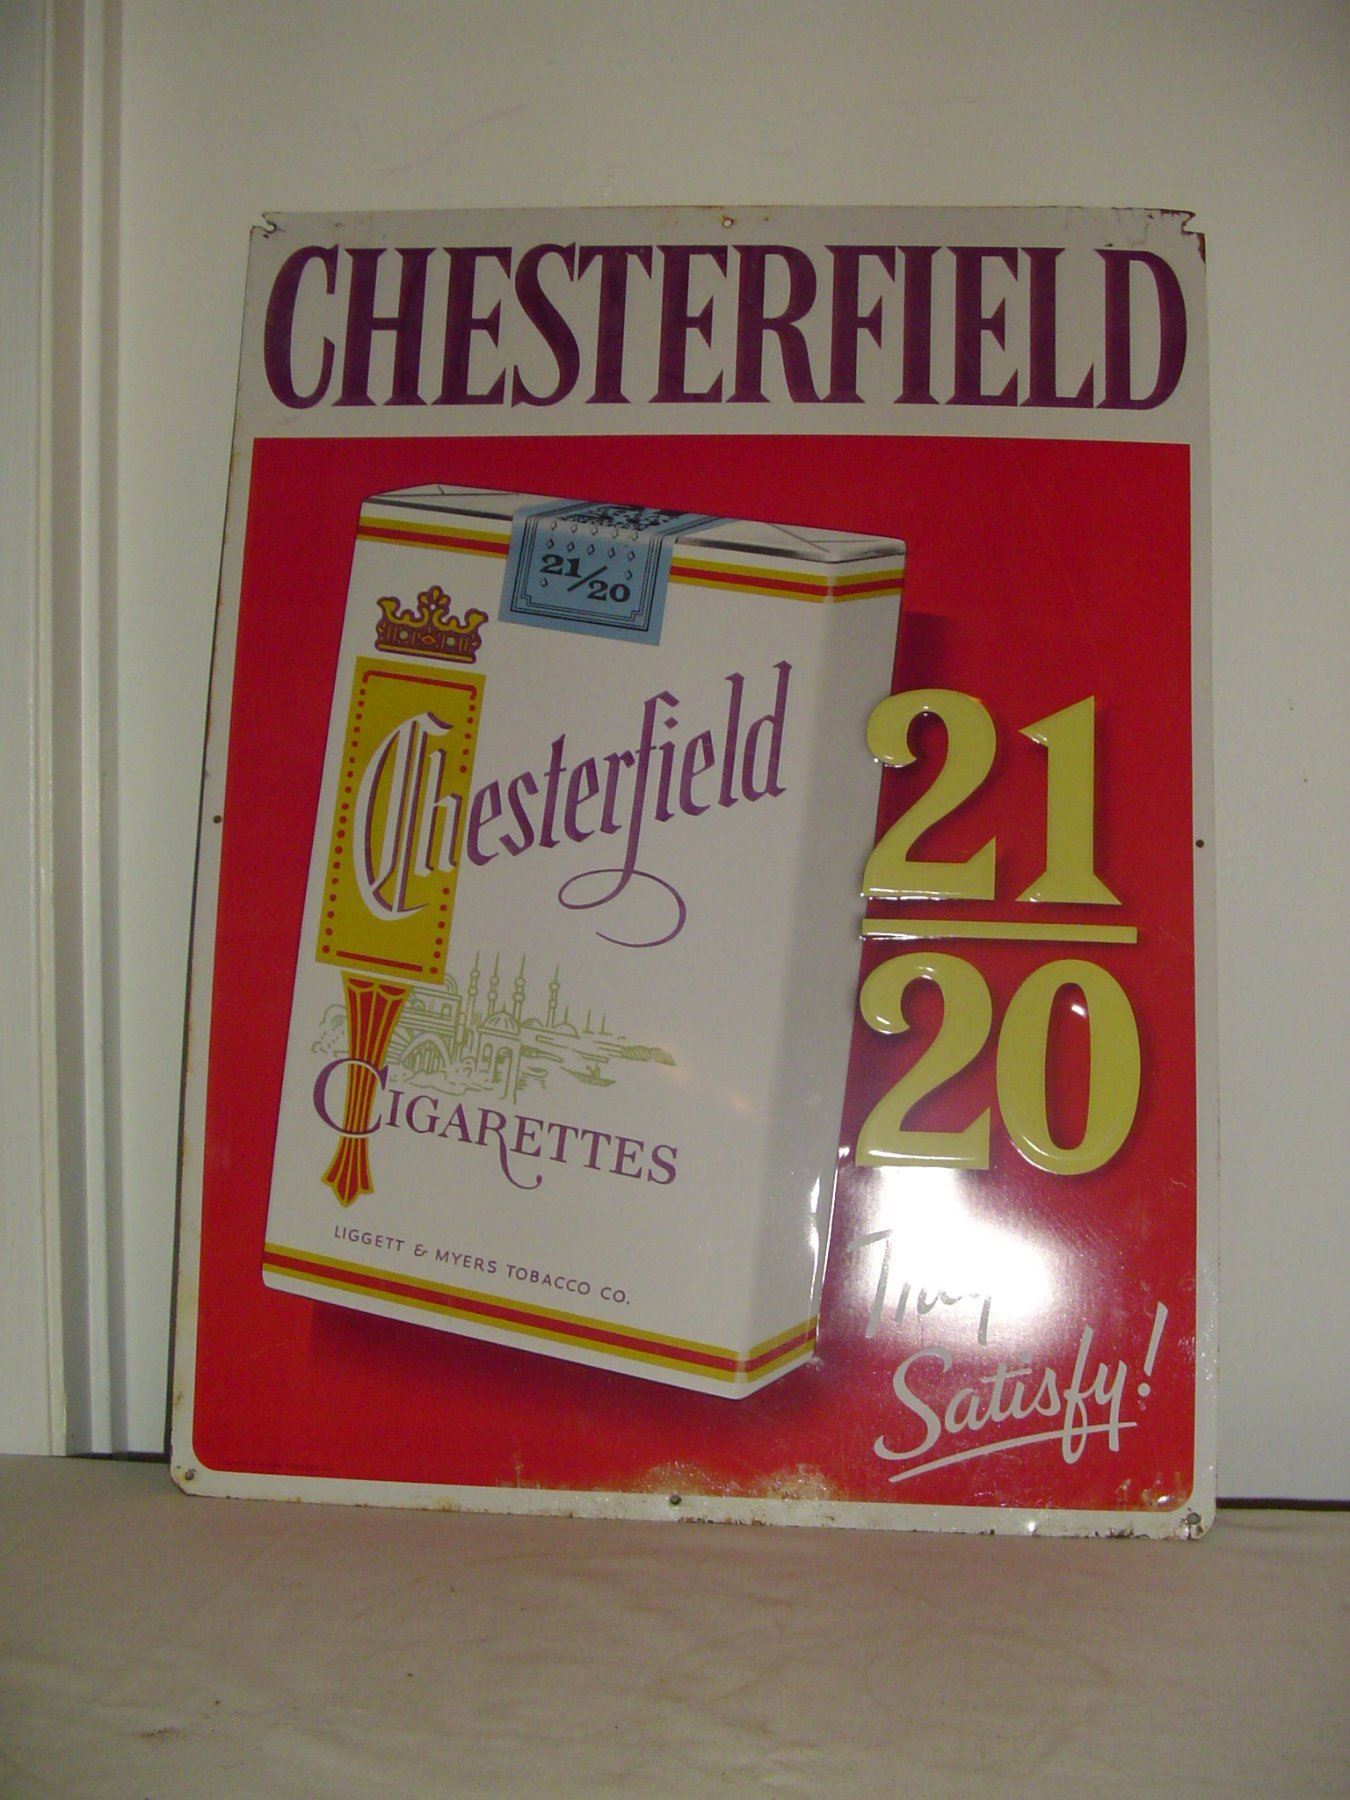 CHESTERFIELD
21/20
Chesterfield
21
20
CIGARETTES
LIGGETT & MYERS TOBACCO CO.
They
Satisfy!